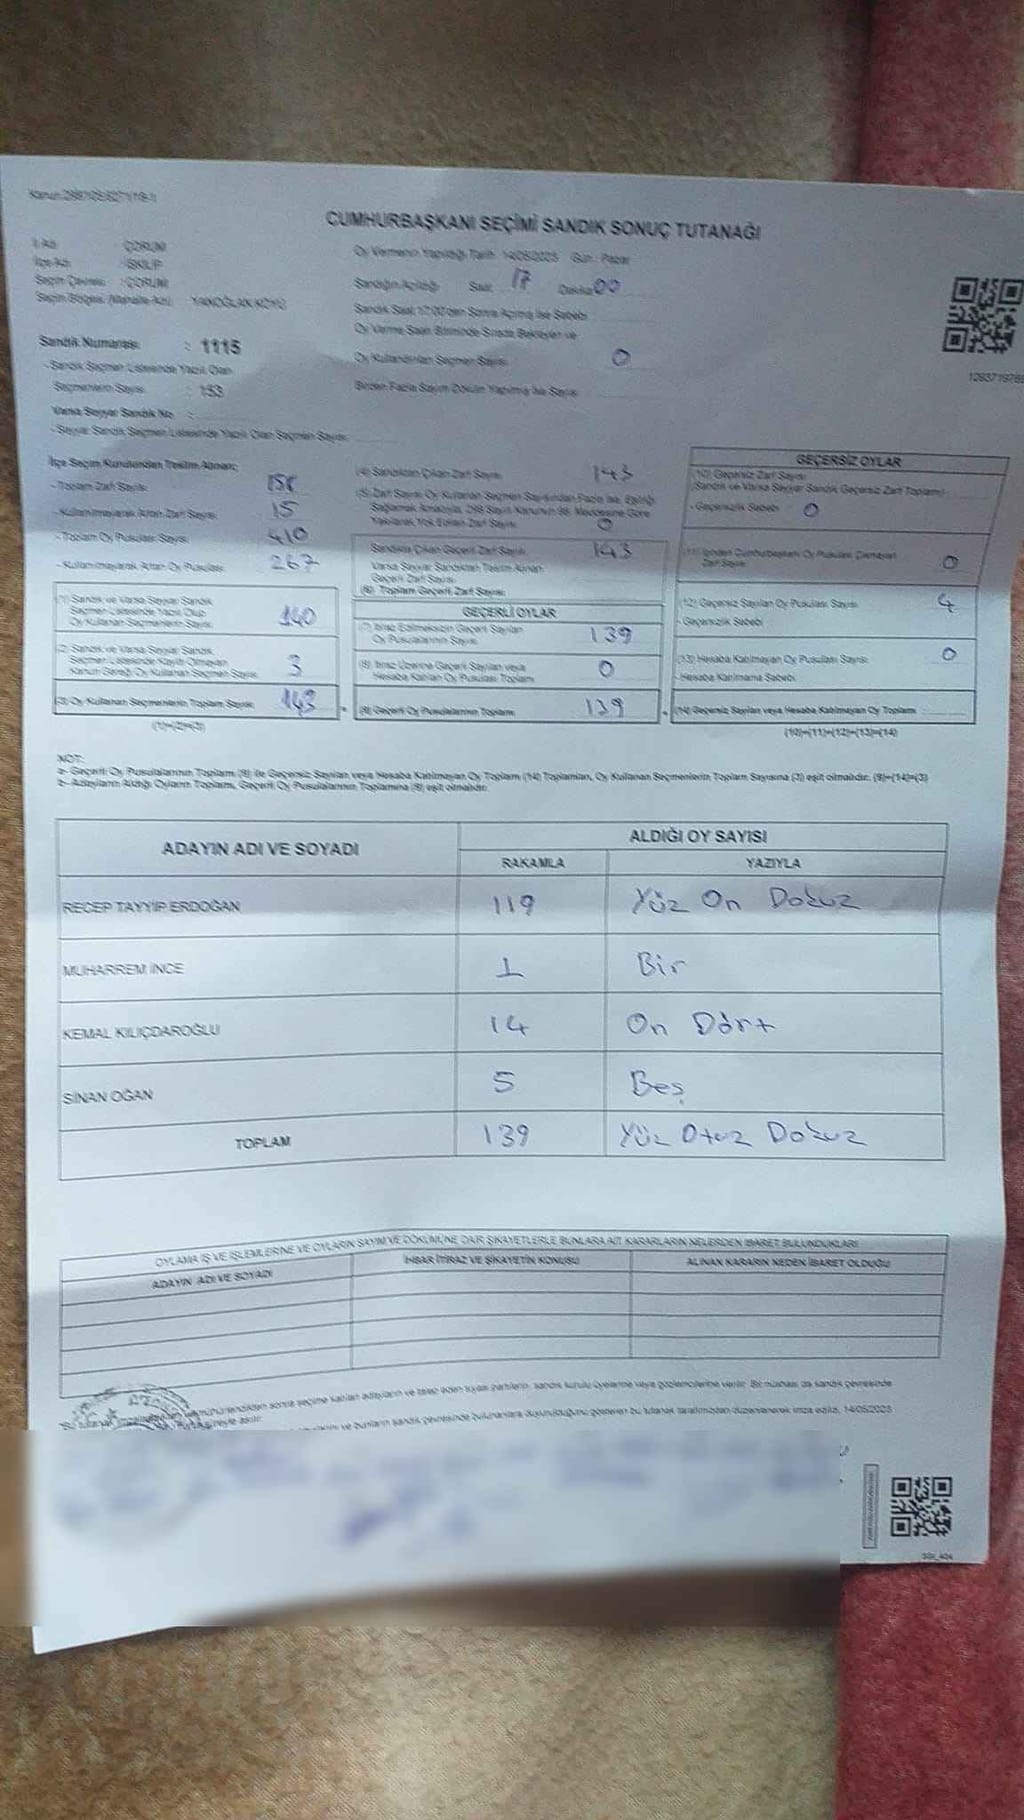 CUMHURBAŞKANI SEÇİMİ SANDIK SONUÇ TUTANAĞI
İli Adı : ÇORUM
İlçe Adı : İSKİLİP
Seçim Çevresi : ÇORUM
Seçim Bölgesi (Mahalle Adı) YANOĞLAN KÖYÜ
Sandık Numarası : 1115
- Sandık Seçmen Listesinde Yazılı Olan
Seçmenlerin Sayısı : 153
Varsa Seyyar Sandık No :
- Seyyar Sandık Seçmen Listesinde Yazılı Olan Seçmen Sayısı:
Oy Vermenin Yapıldığı Tarih: 14/05/2023 Gün : Pazar
Sandığın Açıldığı Saat: 17 Dakika 00
Sandık Saat 17:00'den Sonra Açılmış İse Sebebi
Oy Verme Saati Bitiminde Sırada Bekleyen ve
Oy Kullandırılan Seçmen Sayısı: 0
Birden Fazla Sayım Döküm Yapılmış İse Sayısı:
İlçe Seçim Kurulundan Teslim Alınan;
- Toplam Zarf Sayısı:
- Kullanılmayarak Artan Zarf Sayısı: 15
- Toplam Oy Pusulası Sayısı: 410
- Kullanılmayarak Artan Oy Pusulası: 267
(1) Sandık ve Varsa Seyyar Sandık
Seçmen Listesinde Yazılı Olup
Oy Kullanan Seçmenlerin Sayısı: 140
(2) Sandık ve Varsa Seyyar Sandık
Seçmen Listesinde Kayıtlı Olmayan
Kanun Gereği Oy Kullanan Seçmen Sayısı: 3
(3) Oy Kullanan Seçmenlerin Toplam Sayısı: 143
(1)+(2)=(3)
(4) Sandıktan Çıkan Zarf Sayısı: 143
(5) Zarf Sayısı Oy Kullanan Seçmen Sayısından Fazla İse, Eşitliği
Sağlamak Amacıyla, 298 Sayılı Kanunun 98. Maddesine Göre
Yakılarak Yok Edilen Zarf Sayısı: 0
Sandıkta Çıkan Geçerli Zarf Sayısı: 143
Varsa Seyyar Sandıktan Teslim Alınan
Geçerli Zarf Sayısı:
(6) Toplam Geçerli Zarf Sayısı:
GEÇERLİ OYLAR
(7) İtiraz Edilmeksizin Geçerli Sayılan
Oy Pusulalarının Sayısı: 139
(8) İtiraz Üzerine Geçerli Sayılan veya
Hesaba Katılan Oy Pusulası Toplamı: 0
(9) Geçerli Oy Pusulalarının Toplamı: 139
GEÇERSİZ OYLAR
(10) Geçersiz Zarf Sayısı
(Sandık ve Varsa Seyyar Sandık Geçersiz Zarf Toplamı)
- Geçersizlik Sebebi: 0
(11) İçinden Cumhurbaşkanı Oy Pusulası Çıkmayan
Zarf Sayısı: 0
(12) Geçersiz Sayılan Oy Pusulası Sayısı: 4
- Geçersizlik Sebebi:
(13) Hesaba Katılmayan Oy Pusulası Sayısı: 0
- Hesaba Katılmama Sebebi:
(14) Geçersiz Sayılan veya Hesaba Katılmayan Oy Toplamı:
(10)+(11)+(12)+(13)=(14)
NOT:
a- Geçerli Oy Pusulalarının Toplamı (9) ile Geçersiz Sayılan veya Hesaba Katılmayan Oy Toplamı (14) Toplamları, Oy Kullanan Seçmenlerin Toplam Sayısına (3) eşit olmalıdır. (9)+(14)=(3)
b- Adayların Aldığı Oyların Toplamı, Geçerli Oy Pusulalarının Toplamına (9) eşit olmalıdır.
ADAYIN ADI VE SOYADI ALDIĞI OY SAYISI
RAKAMLA YAZIYLA
RECEP TAYYİP ERDOĞAN 119 Yüz On Dokuz
MUHARREM İNCE 1 Bir
KEMAL KILIÇDAROĞLU 14 On Dört
SİNAN OĞAN 5 Beş
TOPLAM 139 Yüz Otuz Dokuz
OYLAMA İŞ VE İŞLEMLERİNE VE OYLARIN SAYIM VE DÖKÜMÜNE DAİR ŞİKAYETLERLE BUNLARA AİT KARARLARIN NELERDEN İBARET BULUNDUKLARI
ADAYIN ADI VE SOYADI İHBAR İTİRAZ VE ŞİKAYETİN KONUSU ALINAN KARARIN NEDEN İBARET OLDUĞU
sonra seçime katılan adayların ve talep eden siyasi partilerin, sandık kurulu üyelerine veya gözlemcilerine verilir. Bir nüshası da sandık çevresinde
ve bunların sandık çevresinde bulunanlara duyurulduğunu gösteren bu tutanak tarafımızdan düzenlenerek imza edildi. 14/05/2023